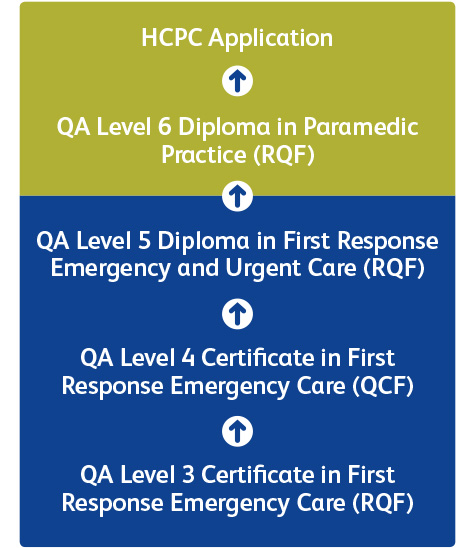 HCPC Application
QA Level 6 Diploma in Paramedic
Practice (RQF)
QA Level 5 Diploma in First Response
Emergency and Urgent Care (RQF)
QA Level 4 Certificate in First
Response Emergency Care (QCF)
QA Level 3 Certificate in First
Response Emergency Care (RQF)